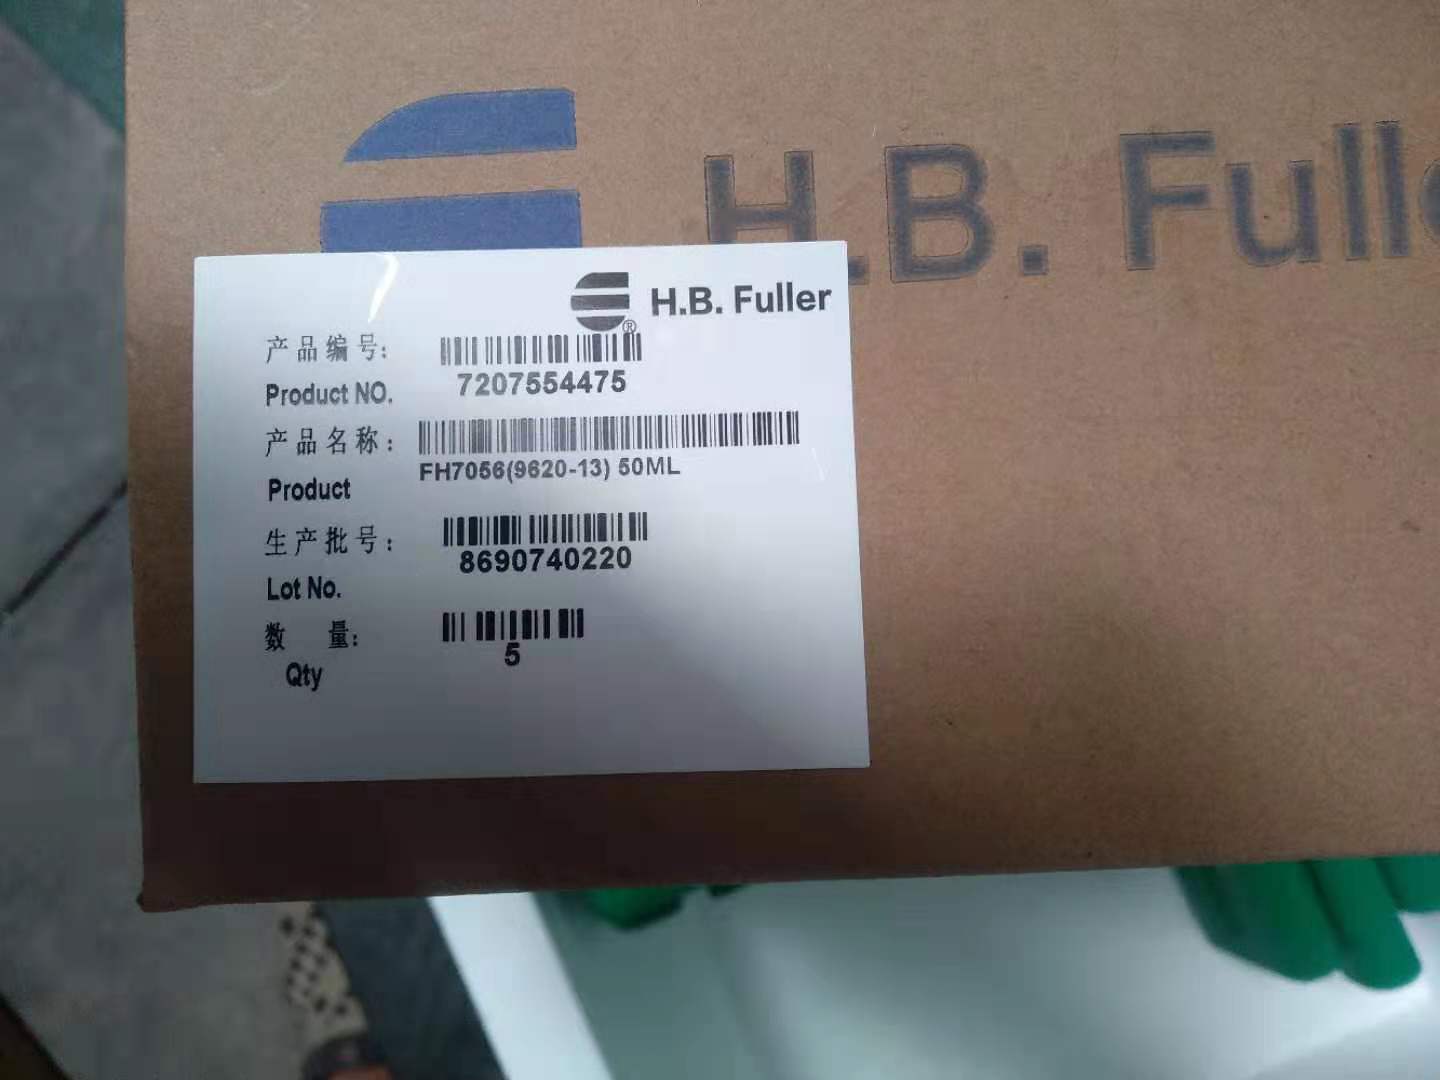 H.B. Full
H.B. Fuller
®
产品编号:
Product NO.
7207554475
产品名称:
Product
FH7056(9620-13) 50ML
生产批号:
Lot No.
8690740220
数 量:
Qty
5